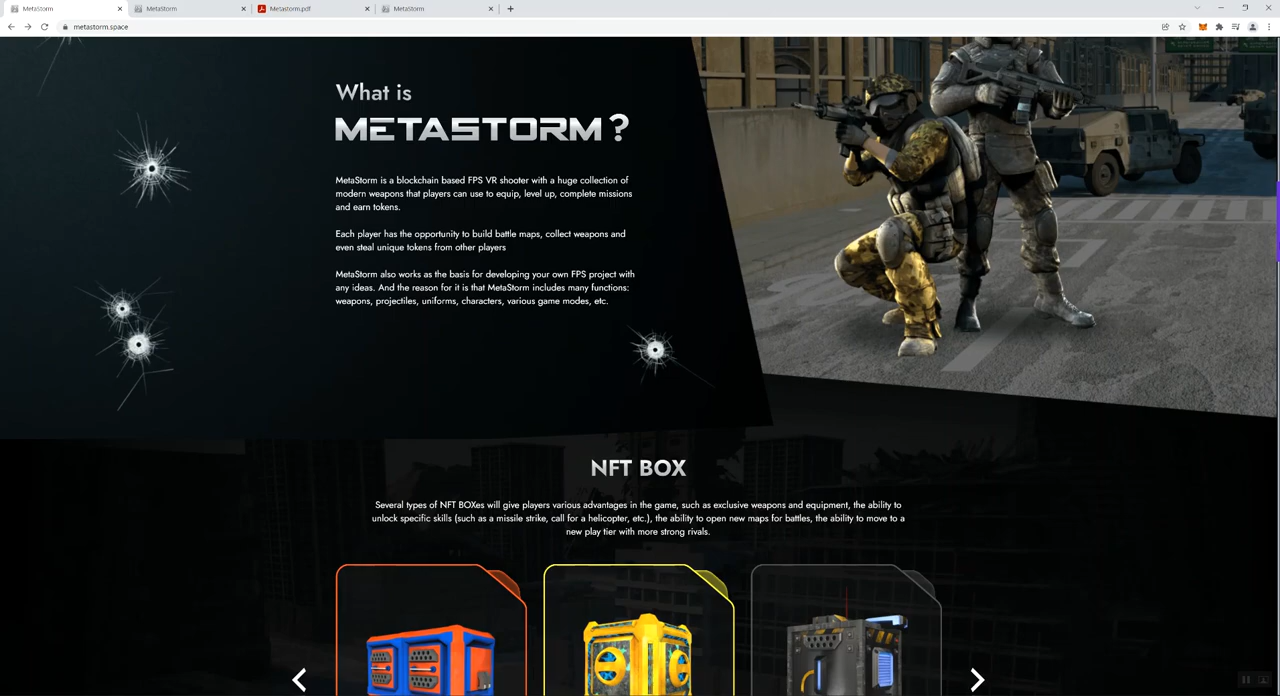 MetaStorm
MetaStorm
Metastorm.pdf
MetaStorm
metastorm.space
What is
METASTORM?
MetaStorm is a blockchain based FPS VR shooter with a huge collection of
modern weapons that players can use to equip, level up, complete missions
and earn tokens.
Each player has the opportunity to build battle maps, collect weapons and
even steal unique tokens from other players
MetaStorm also works as the basis for developing your own FPS project with
any ideas. And the reason for it is that MetaStorm includes many functions:
weapons, projectiles, uniforms, characters, various game modes, etc.
NFT BOX
Several types of NFT BOXes will give players various advantages in the game, such as exclusive weapons and equipment, the ability to
unlock specific skills (such as a missile strike, call for a helicopter, etc.), the ability to open new maps for battles, the ability to move to a
new play tier with more strong rivals.